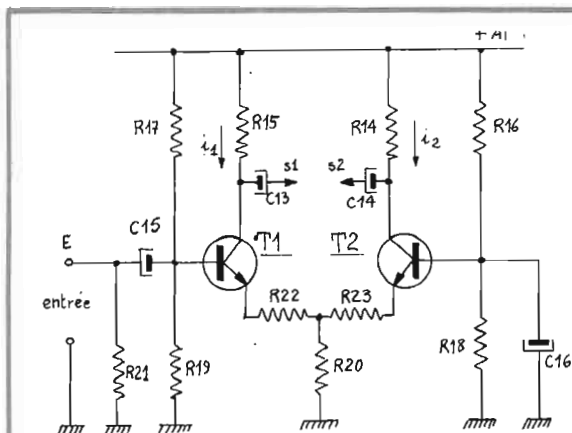 + Al
R17
R15
R14
R16
i1
i2
s1
s2
C13
C14
C15
E
T1
T2
entrée
R22
R23
R21
R19
R20
R18
C16